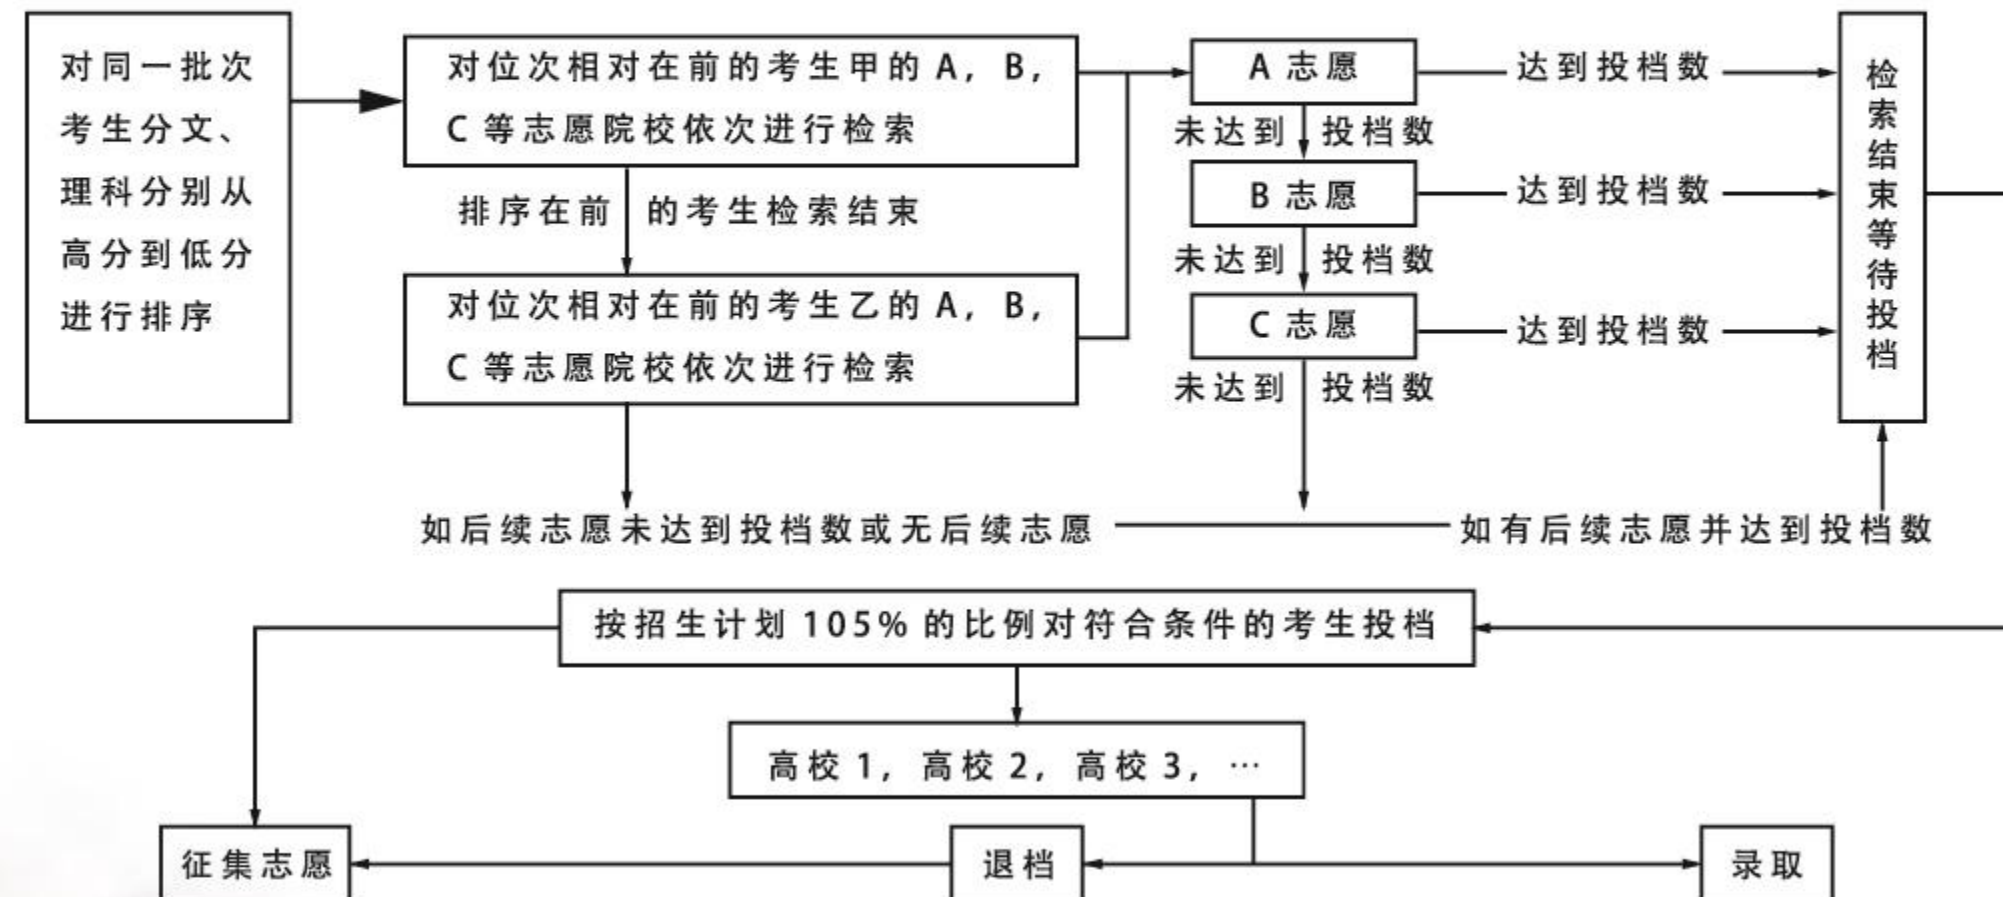 对同一批次
考生分文、
理科分别从
高分到低分
进行排序
对位次相对在前的考生甲的 A，B，
C 等志愿院校依次进行检索
排序在前 的考生检索结束
对位次相对在前的考生乙的 A，B，
C 等志愿院校依次进行检索
A 志愿
达到投档数
未达到 投档数
B 志愿
达到投档数
未达到 投档数
C 志愿
达到投档数
未达到 投档数
检索结束等待投档
如后续志愿未达到投档数或无后续志愿
如有后续志愿并达到投档数
按招生计划 105% 的比例对符合条件的考生投档
高校 1，高校 2，高校 3，…
征集志愿
退档
录取